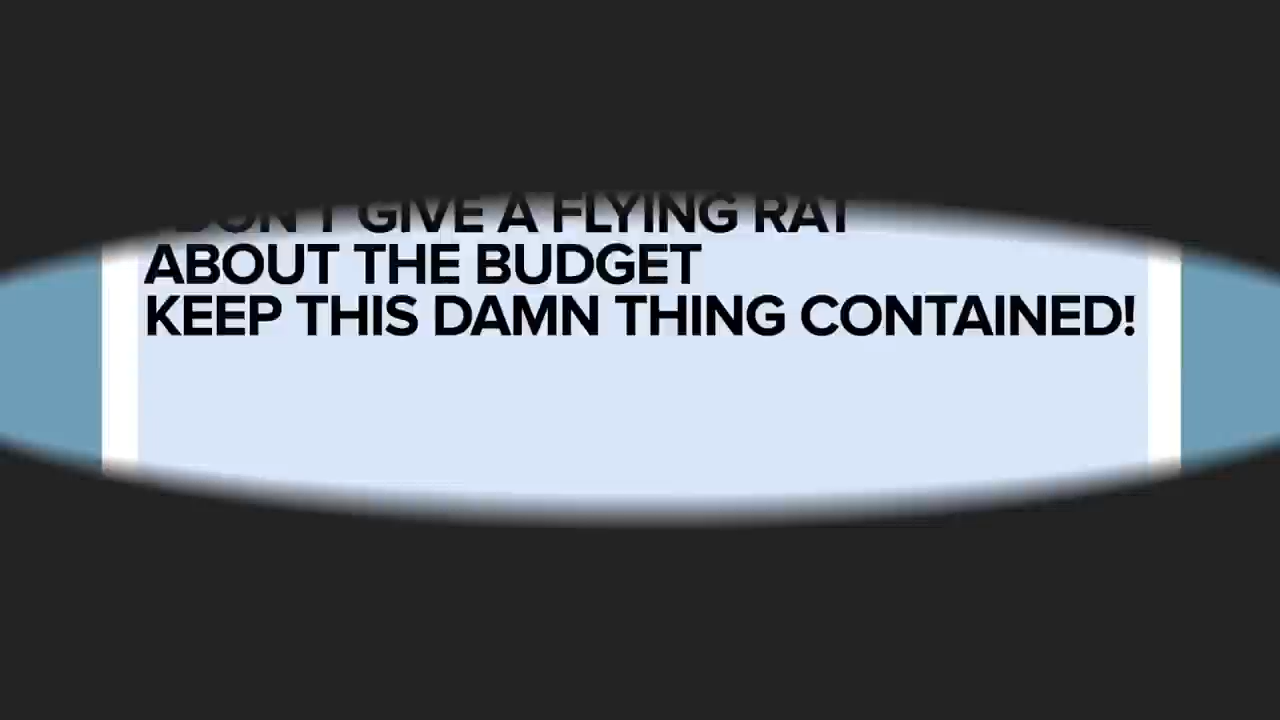 DON'T GIVE A FLYING RAT
ABOUT THE BUDGET
KEEP THIS DAMN THING CONTAINED!